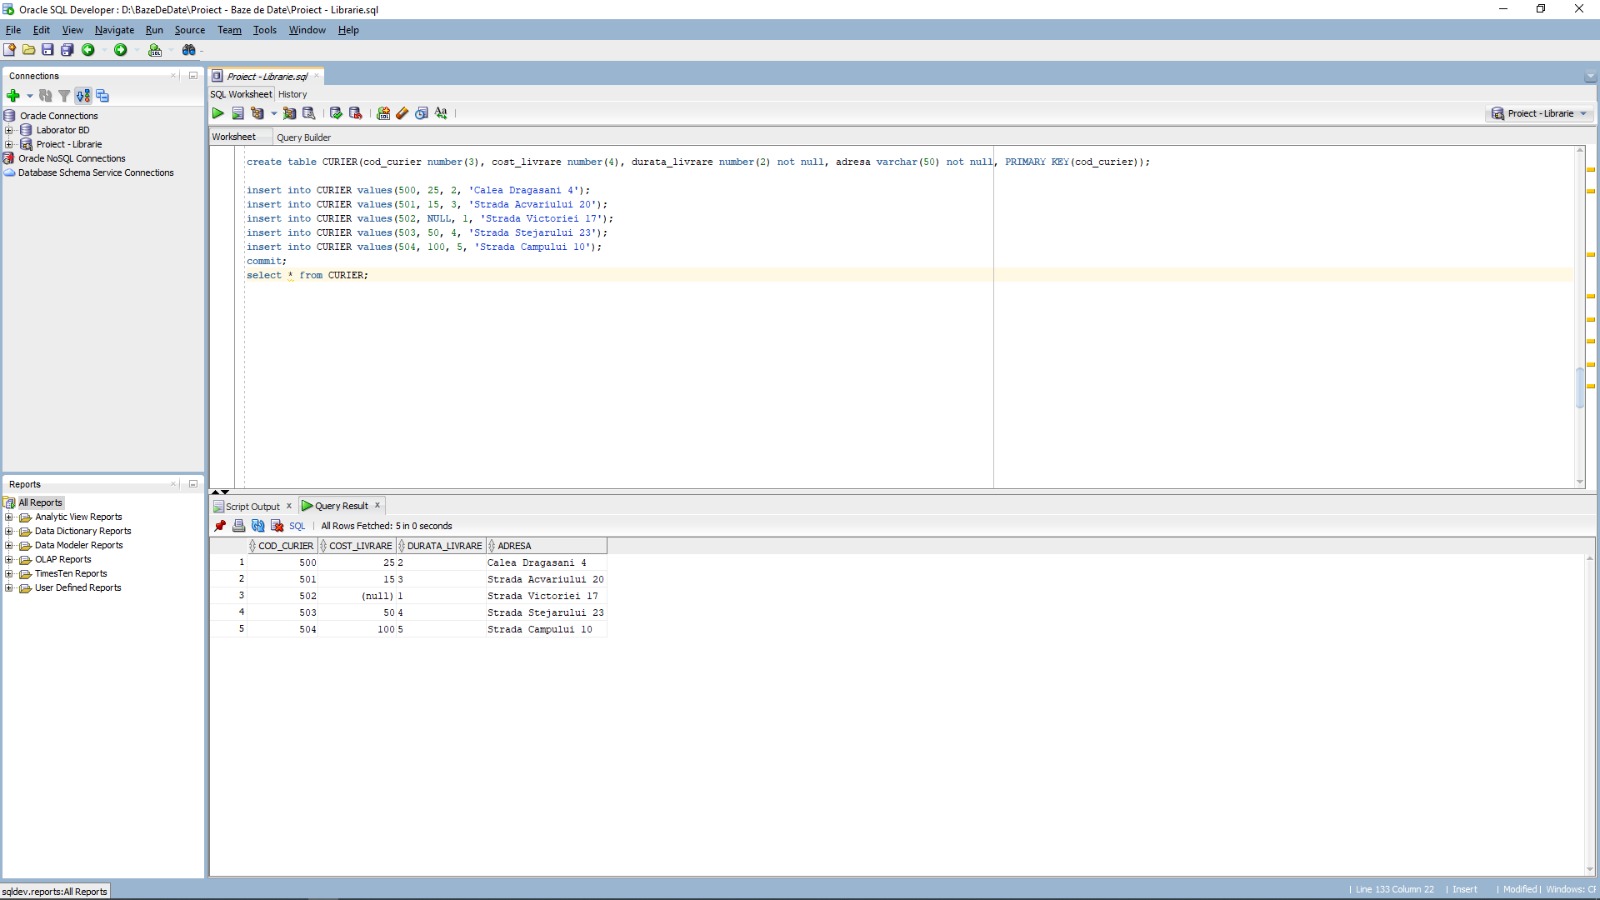 Oracle SQL Developer : D:\BazeDeDate\Proiect - Baze de Date\Proiect - Librarie.sql
File Edit View Navigate Run Source Team Tools Window Help
Connections
Oracle Connections
Laborator BD
Proiect - Librarie
Oracle NoSQL Connections
Database Schema Service Connections
Reports
All Reports
Analytic View Reports
Data Dictionary Reports
Data Modeler Reports
OLAP Reports
TimesTen Reports
User Defined Reports
sqldev.reports:All Reports
Proiect - Librarie.sql
SQL Worksheet History
Proiect - Librarie
Worksheet Query Builder
create table CURIER(cod_curier number(3), cost_livrare number(4), durata_livrare number(2) not null, adresa varchar(50) not null, PRIMARY KEY(cod_curier));
insert into CURIER values(500, 25, 2, 'Calea Dragasani 4');
insert into CURIER values(501, 15, 3, 'Strada Acvariului 20');
insert into CURIER values(502, NULL, 1, 'Strada Victoriei 17');
insert into CURIER values(503, 50, 4, 'Strada Stejarului 23');
insert into CURIER values(504, 100, 5, 'Strada Campului 10');
commit;
select * from CURIER;
Script Output Query Result
SQL All Rows Fetched: 5 in 0 seconds
COD_CURIER COST_LIVRARE DURATA_LIVRARE ADRESA
1 500 25 2 Calea Dragasani 4
2 501 15 3 Strada Acvariului 20
3 502 (null) 1 Strada Victoriei 17
4 503 50 4 Strada Stejarului 23
5 504 100 5 Strada Campului 10
Line 133 Column 22 Insert Modified Windows: CF